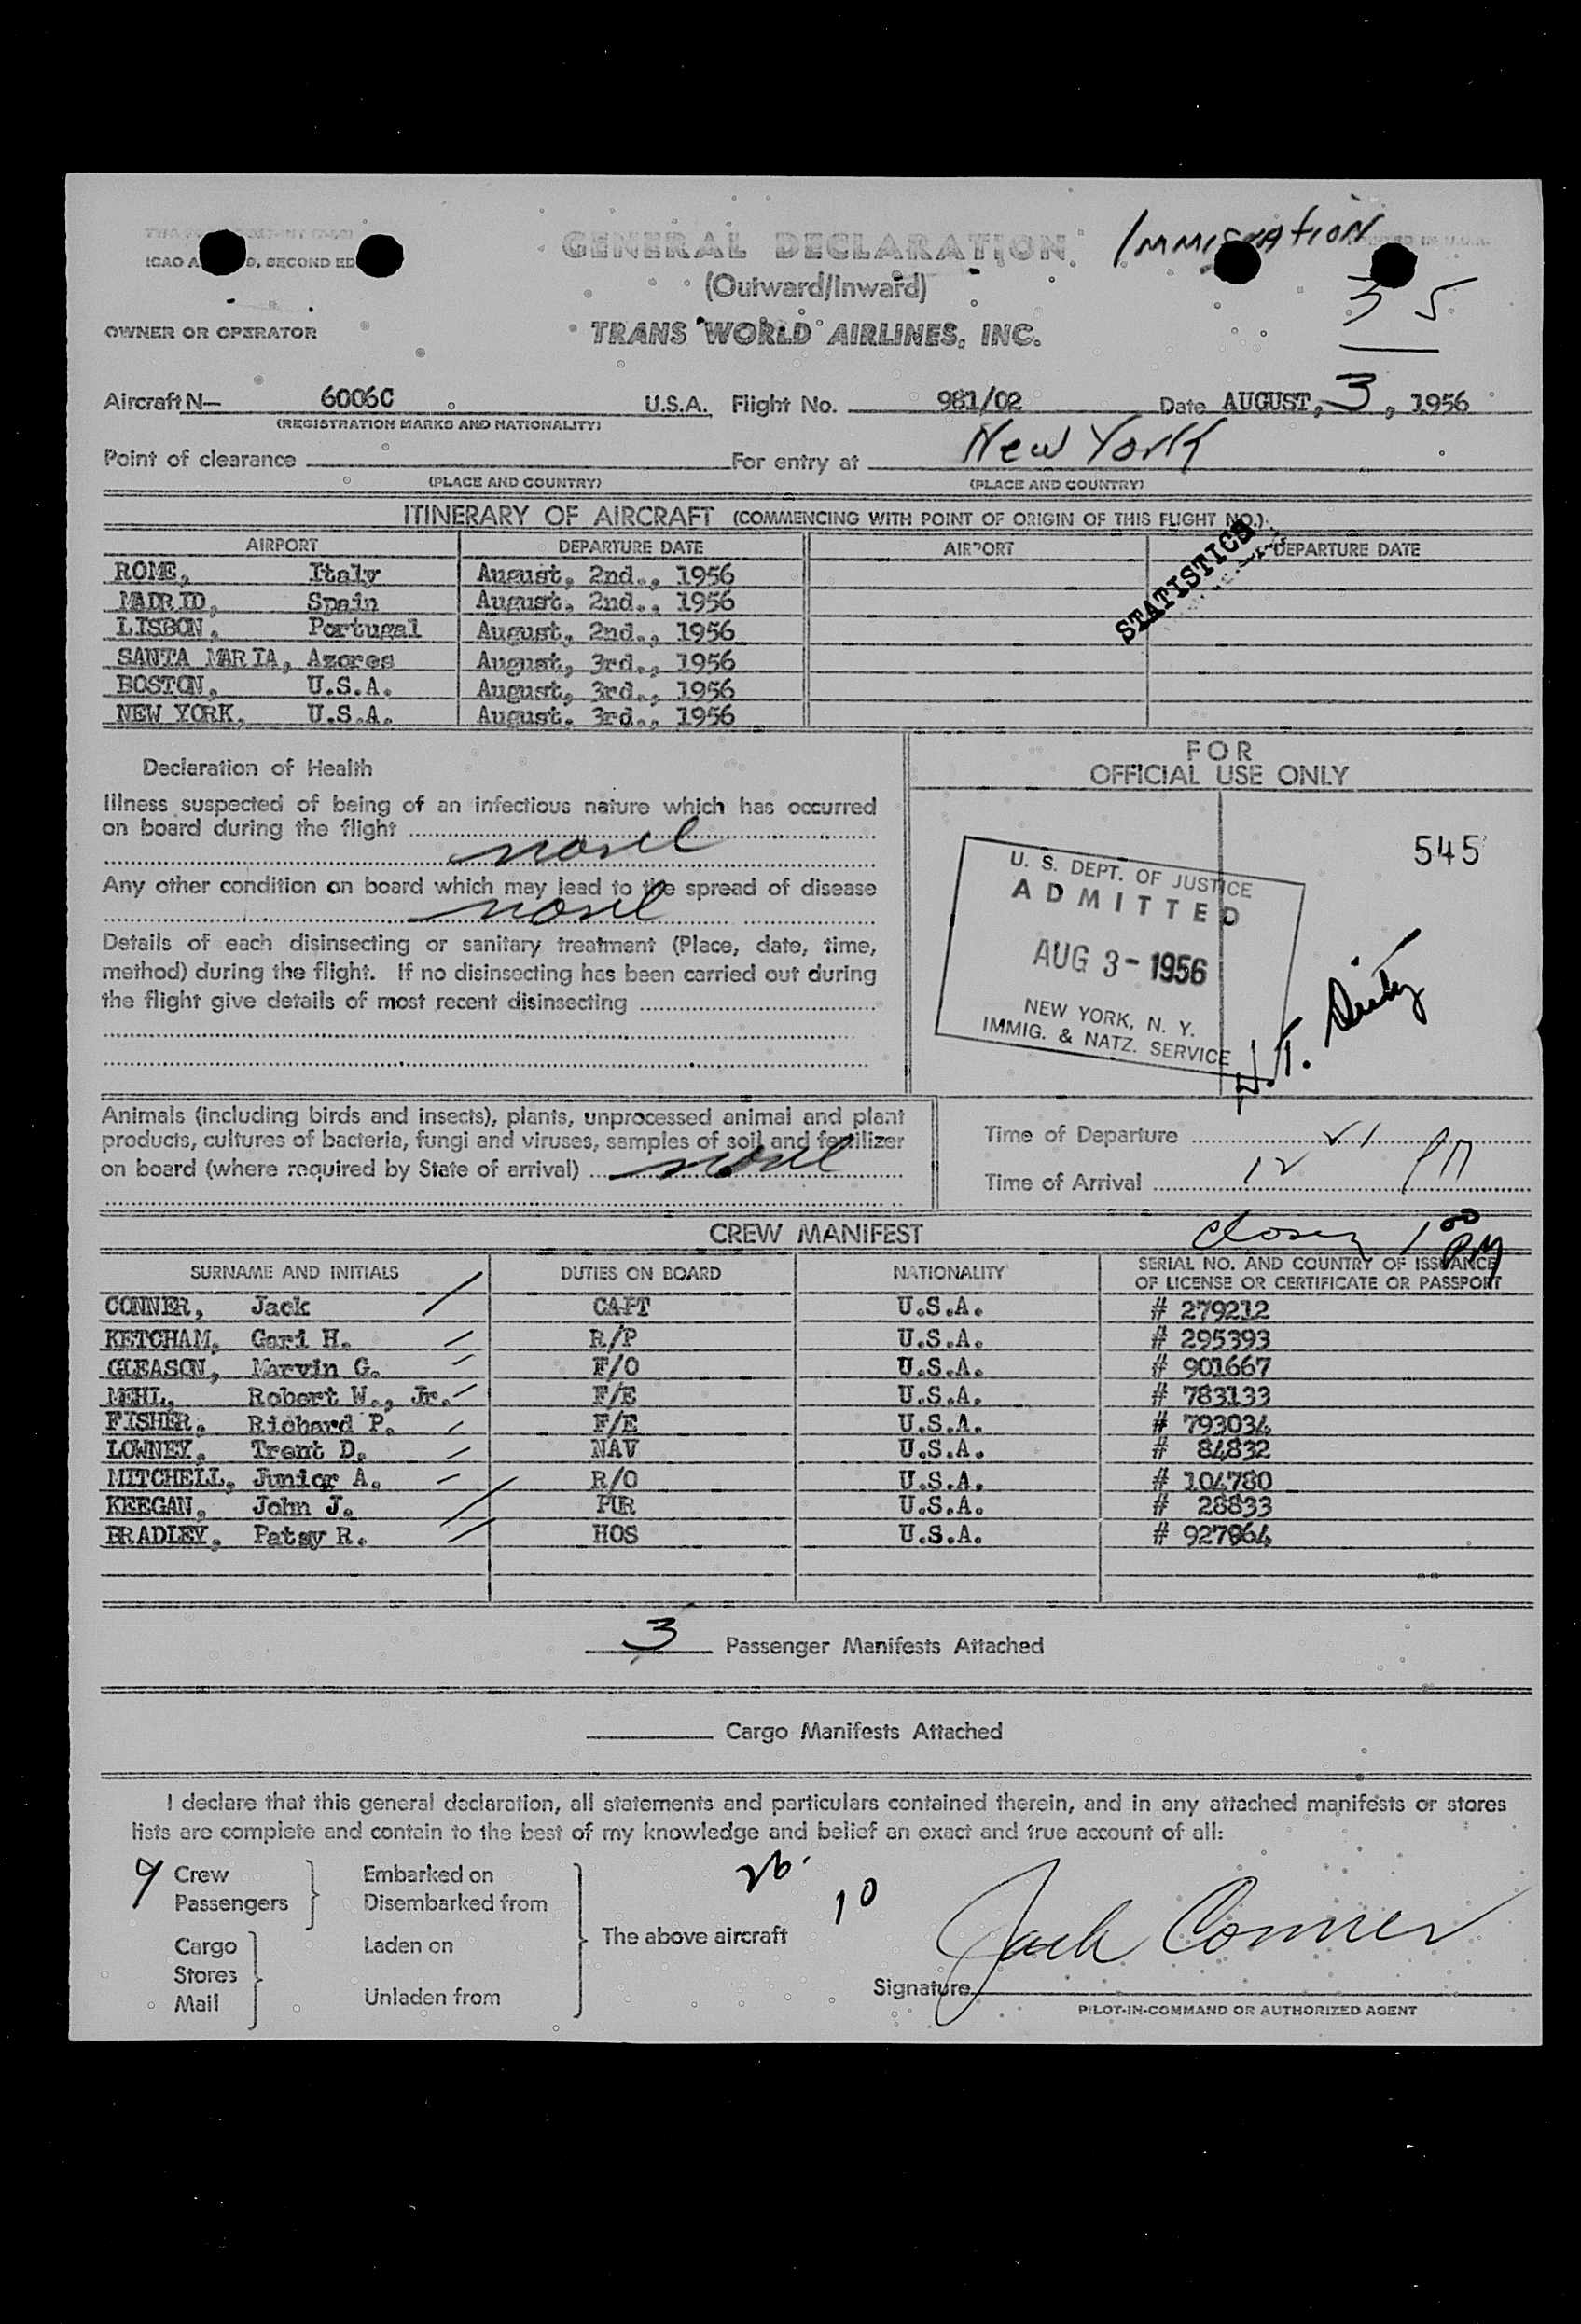 ICAO A 9, SECOND ED
GENERAL DECLARATION
(Outward/Inward)
IMMIGRATION
35
OWNER OR OPERATOR
TRANS WORLD AIRLINES, INC.
Aircraft N— 6006C U.S.A. Flight No. 981/02 Date AUGUST, 3, 1956
(REGISTRATION MARKS AND NATIONALITY)
Point of clearance For entry at New York
(PLACE AND COUNTRY) (PLACE AND COUNTRY)
ITINERARY OF AIRCRAFT (COMMENCING WITH POINT OF ORIGIN OF THIS FLIGHT NO.)
AIRPORT DEPARTURE DATE AIRPORT DEPARTURE DATE
STATISTICS
ROME, Italy August, 2nd., 1956
MADRID, Spain August, 2nd., 1956
LISBON, Portugal August, 2nd., 1956
SANTA MARIA, Azores August, 3rd., 1956
BOSTON, U.S.A. August, 3rd., 1956
NEW YORK, U.S.A. August, 3rd., 1956
Declaration of Health
Illness suspected of being of an infectious nature which has occurred
on board during the flight none
Any other condition on board which may lead to the spread of disease
none
Details of each disinsecting or sanitary treatment (Place, date, time,
method) during the flight. If no disinsecting has been carried out during
the flight give details of most recent disinsecting
FOR
OFFICIAL USE ONLY
545
U. S. DEPT. OF JUSTICE
ADMITTED
AUG 3 - 1956
NEW YORK, N. Y.
IMMIG. & NATZ. SERVICE
Animals (including birds and insects), plants, unprocessed animal and plant
products, cultures of bacteria, fungi and viruses, samples of soil and fertilizer
on board (where required by State of arrival) none
Time of Departure
Time of Arrival 12 21 PM
CREW MANIFEST
1 00 PM
SURNAME AND INITIALS DUTIES ON BOARD NATIONALITY SERIAL NO. AND COUNTRY OF ISSUANCE
OF LICENSE OR CERTIFICATE OR PASSPORT
CONNER, Jack CAPT U.S.A. # 279212
KETCHAM, Carl H. R/P U.S.A. # 295393
GLEASON, Marvin G. F/O U.S.A. # 901667
MEHL, Robert W., Jr. F/E U.S.A. # 783133
FISHER, Richard P. F/E U.S.A. # 793034
LOWNEY, Trent D. NAV U.S.A. # 84832
MITCHELL, Junior A. R/O U.S.A. # 104780
KEEGAN, John J. PUR U.S.A. # 28833
BRADLEY, Patsy R. HOS U.S.A. # 927864
3 Passenger Manifests Attached
Cargo Manifests Attached
I declare that this general declaration, all statements and particulars contained therein, and in any attached manifests or stores
lists are complete and contain to the best of my knowledge and belief an exact and true account of all:
9 Crew Embarked on 26.
Passengers Disembarked from 10
The above aircraft
Cargo Laden on
Stores
Mail Unladen from
Signature Jack Conner
PILOT-IN-COMMAND OR AUTHORIZED AGENT